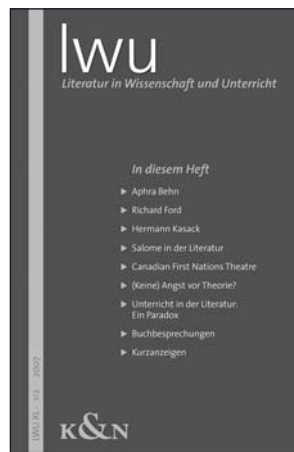 lwu
Literatur in Wissenschaft und Unterricht
In diesem Heft
▶ Aphra Behn
▶ Richard Ford
▶ Hermann Kasack
▶ Salome in der Literatur
▶ Canadian First Nations Theatre
▶ (Keine) Angst vor Theorie?
▶ Unterricht in der Literatur:
Ein Paradox
▶ Buchbesprechungen
▶ Kurzanzeigen
LWU XL 1/2 2007
K&N